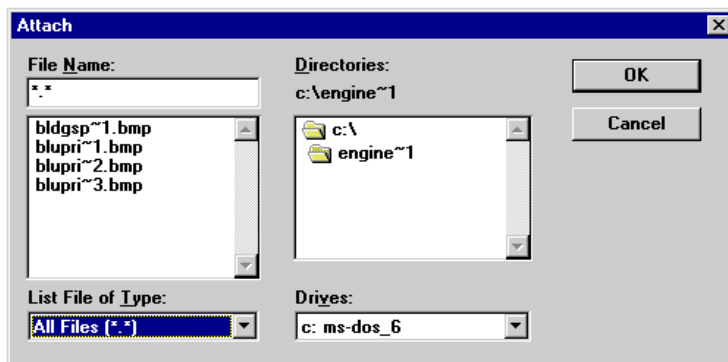 Attach
File Name:
*.*
bldgsp~1.bmp
blupri~1.bmp
blupri~2.bmp
blupri~3.bmp
List File of Type:
All Files (*.*)
Directories:
c:\engine~1
c:\
engine~1
Drives:
c: ms-dos_6
OK
Cancel